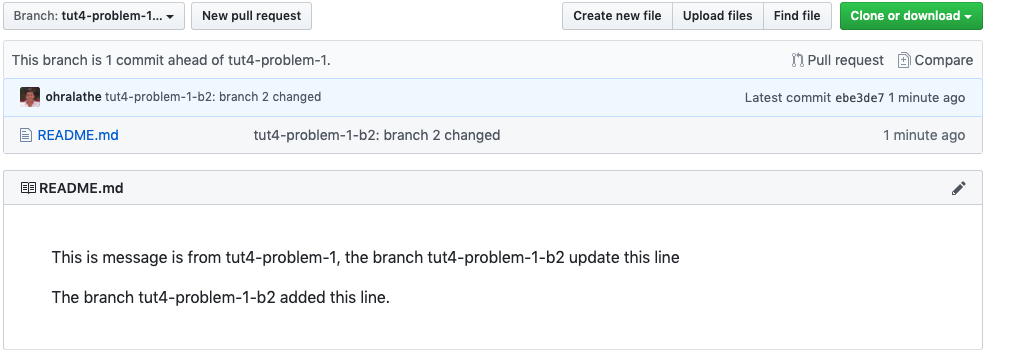 Branch: tut4-problem-1... New pull request Create new file Upload files Find file Clone or download
This branch is 1 commit ahead of tut4-problem-1. Pull request Compare
ohralathe tut4-problem-1-b2: branch 2 changed Latest commit ebe3de7 1 minute ago
README.md tut4-problem-1-b2: branch 2 changed 1 minute ago
README.md
This is message is from tut4-problem-1, the branch tut4-problem-1-b2 update this line
The branch tut4-problem-1-b2 added this line.